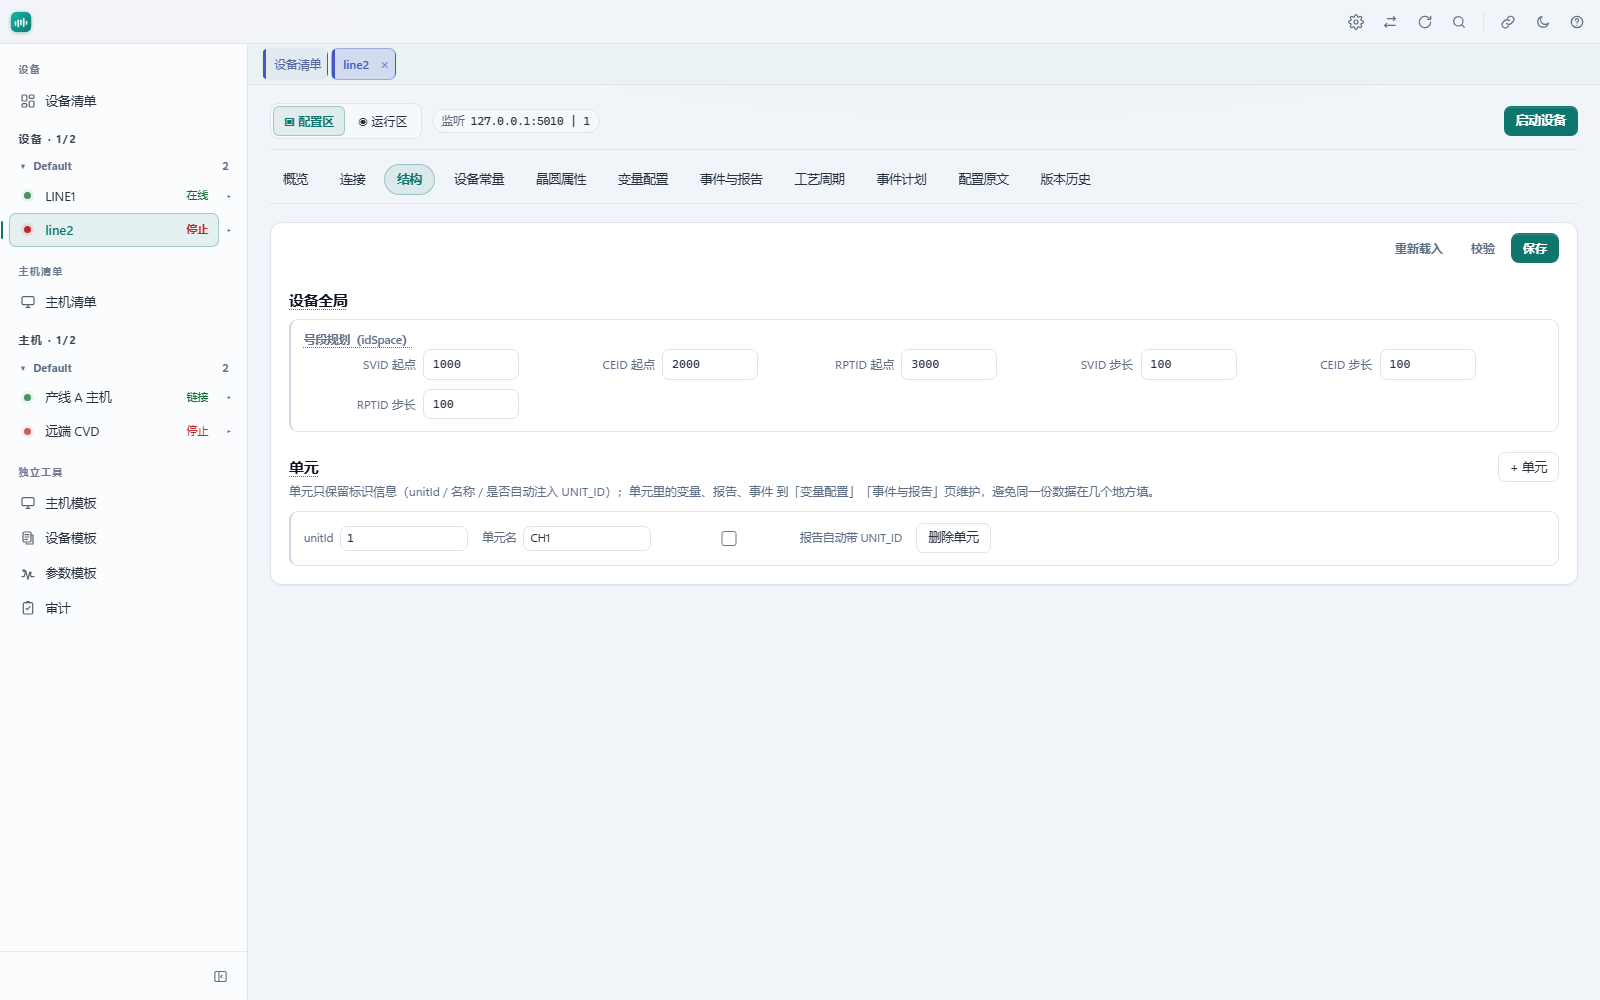 设备
设备清单
设备 · 1/2
Default 2
LINE1 在线
line2 停止
主机清单
主机清单
主机 · 1/2
Default 2
产线 A 主机 链接
远端 CVD 停止
独立工具
主机模板
设备模板
参数模板
审计
设备清单 line2 ×
配置区 运行区 监听 127.0.0.1:5010 | 1 启动设备
概览 连接 结构 设备常量 晶圆属性 变量配置 事件与报告 工艺周期 事件计划 配置原文 版本历史
重新载入 校验 保存
设备全局
号段规划（idSpace）
SVID 起点 1000 CEID 起点 2000 RPTID 起点 3000 SVID 步长 100 CEID 步长 100
RPTID 步长 100
单元 + 单元
单元只保留标识信息（unitId / 名称 / 是否自动注入 UNIT_ID）；单元里的变量、报告、事件 到「变量配置」「事件与报告」页维护，避免同一份数据在几个地方填。
unitId 1 单元名 CH1 报告自动带 UNIT_ID 删除单元